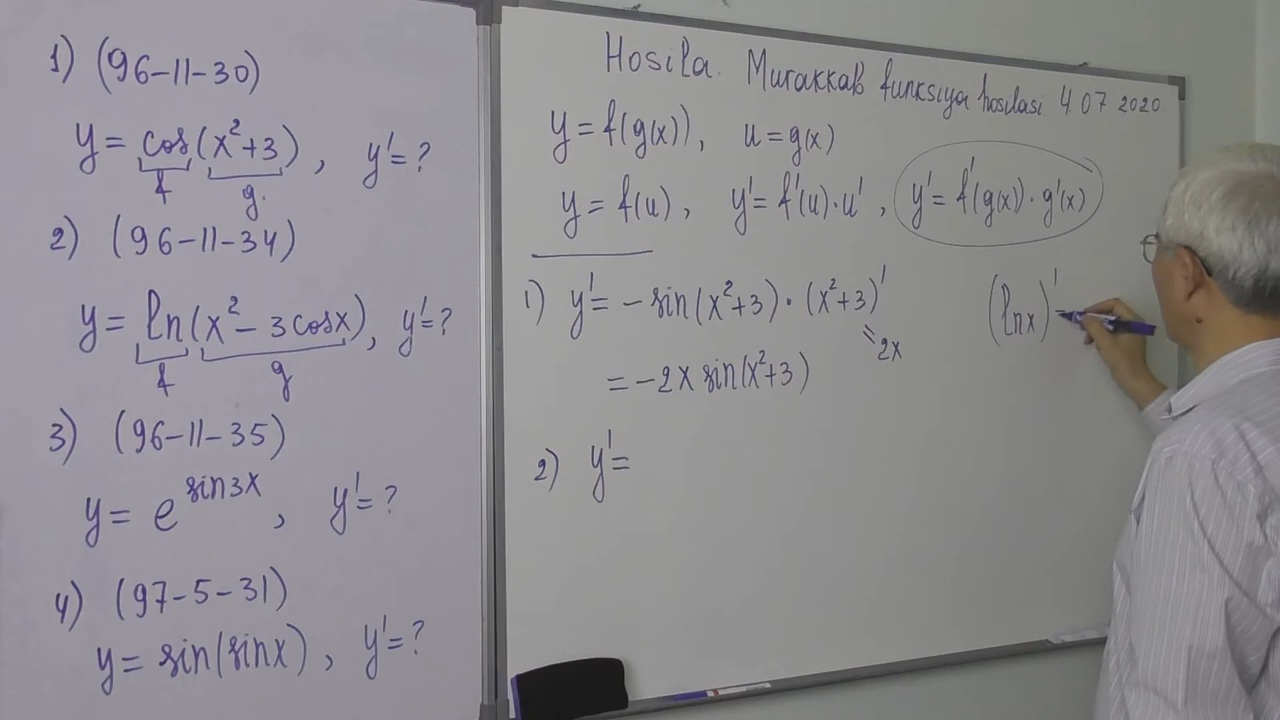 1) (96-11-30)
y = cos(x²+3), y' = ?
f g
2) (96-11-34)
y = ln(x² - 3cosx), y' = ?
f g
3) (96-11-35)
y = e^sin3x, y' = ?
4) (97-5-31)
y = sin(sinx), y' = ?
Hosila. Murakkab funksiya hosilasi 4 07 2020
y = f(g(x)), u = g(x)
y = f(u), y' = f'(u)·u', y' = f'(g(x))·g'(x)
1) y' = -sin(x²+3)·(x²+3)'
= 2x
(lnx)' =
= -2x sin(x²+3)
2) y' =